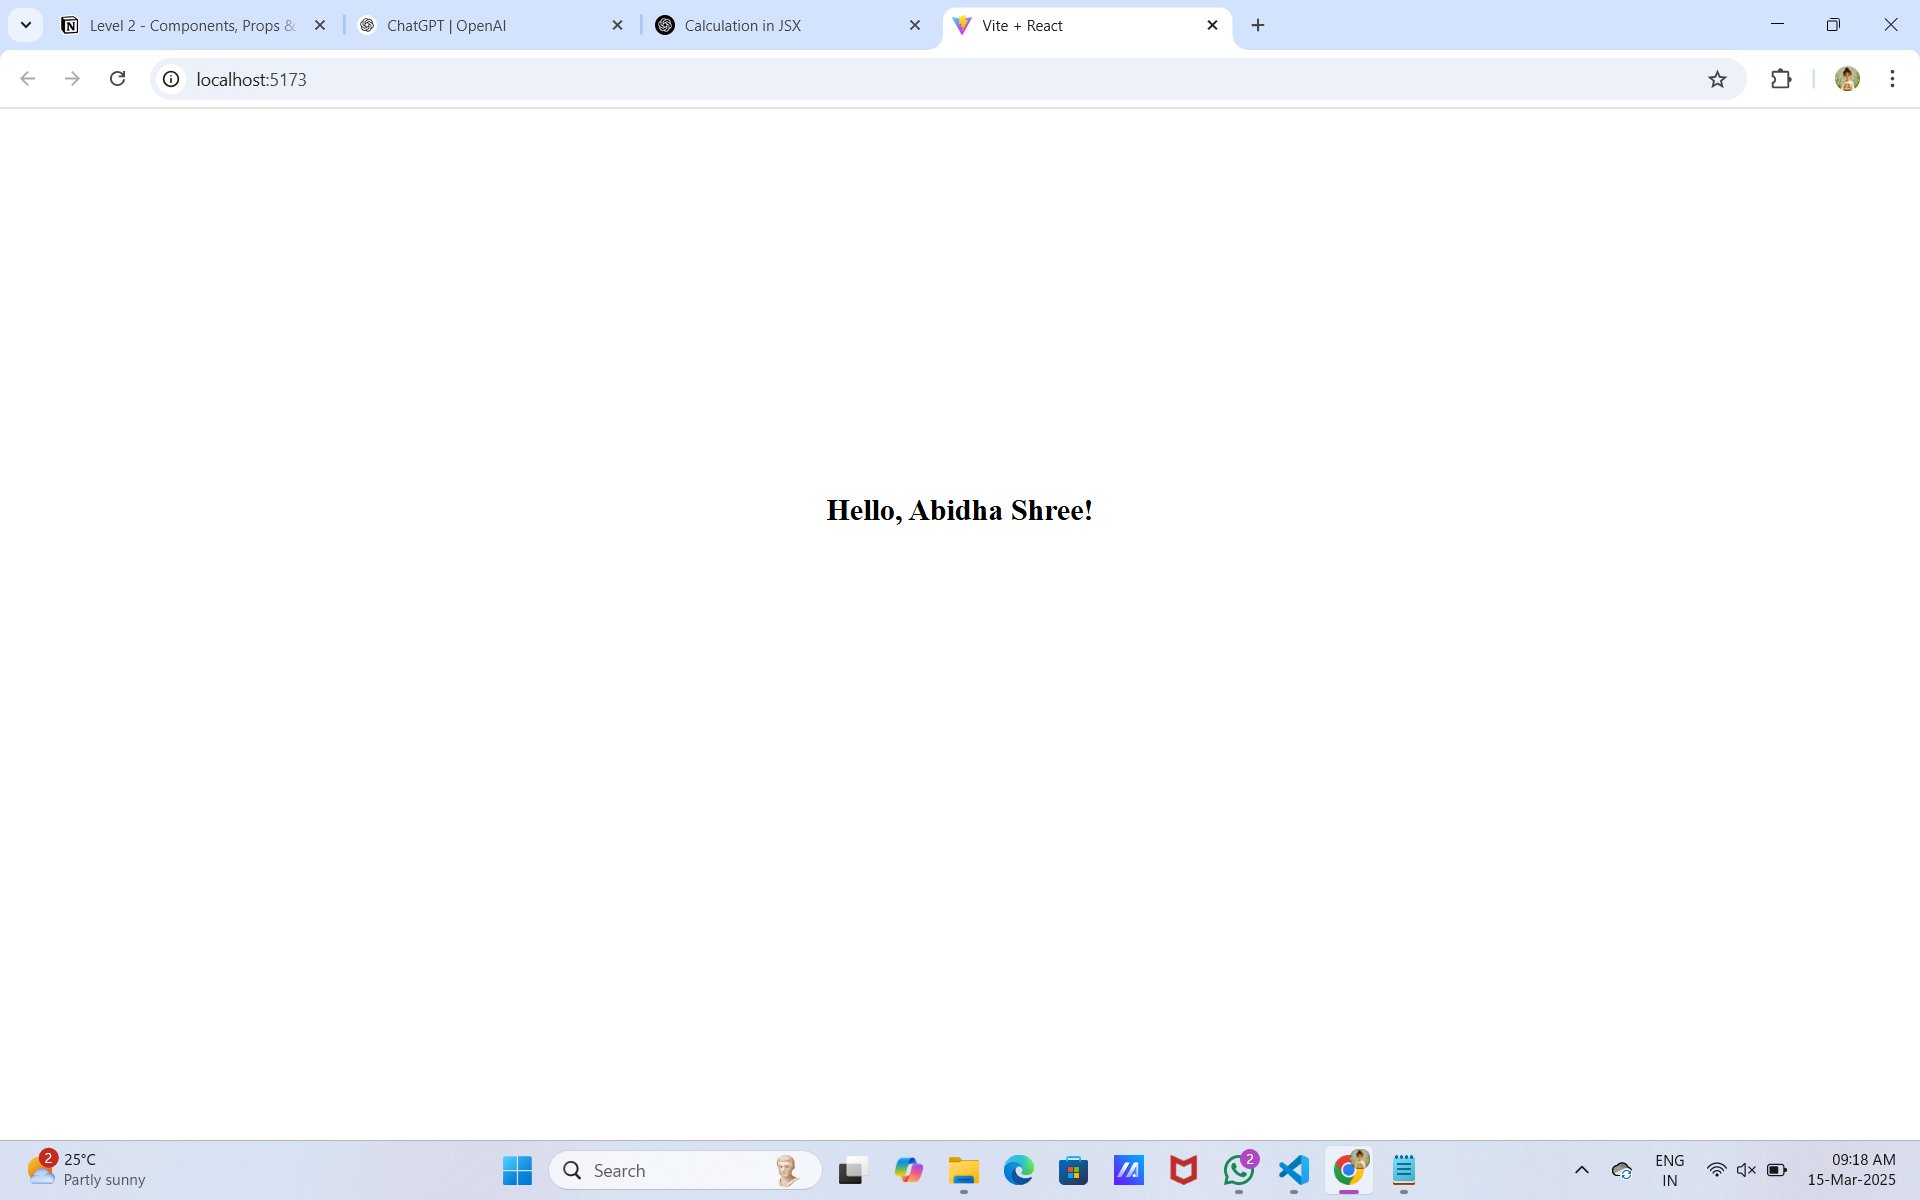 Level 2 - Components, Props &
ChatGPT | OpenAI
Calculation in JSX
Vite + React
localhost:5173
Hello, Abidha Shree!
2
25°C
Partly sunny
Search
2
ENG
IN
09:18 AM
15-Mar-2025